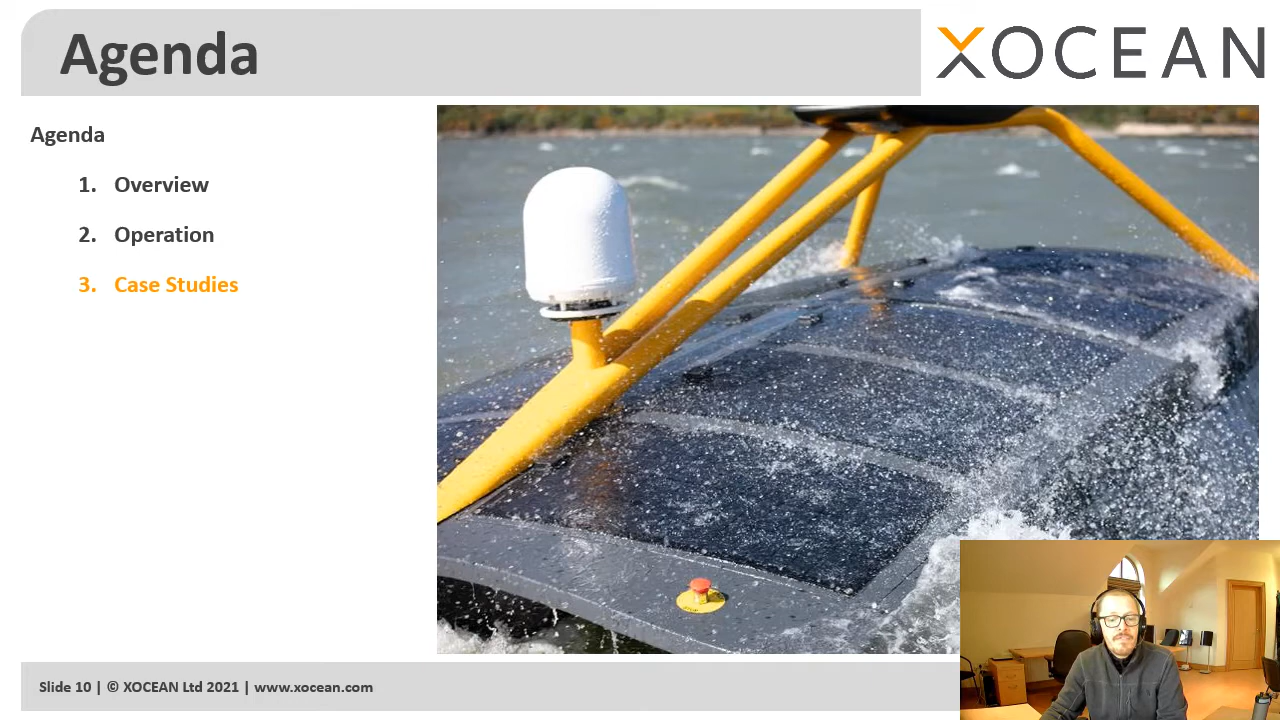 Agenda
XOCEAN
Agenda
1. Overview
2. Operation
3. Case Studies
Slide 10 | © XOCEAN Ltd 2021 | www.xocean.com